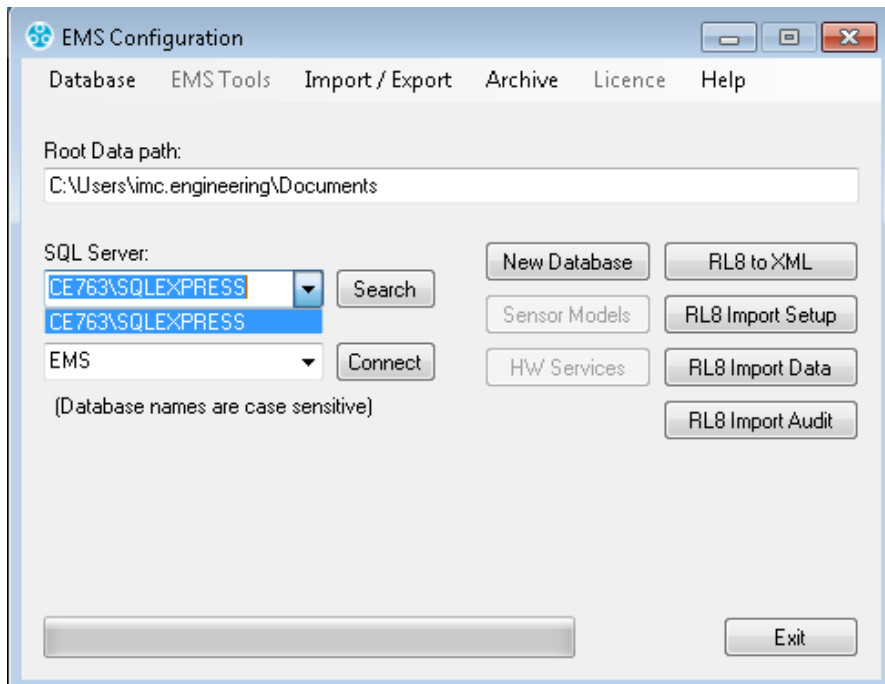 EMS Configuration
Database EMS Tools Import / Export Archive Licence Help
Root Data path:
C:\Users\imc.engineering\Documents
SQL Server:
CE763\SQLEXPRESS
Search
CE763\SQLEXPRESS
EMS
Connect
(Database names are case sensitive)
New Database
RL8 to XML
Sensor Models
RL8 Import Setup
HW Services
RL8 Import Data
RL8 Import Audit
Exit